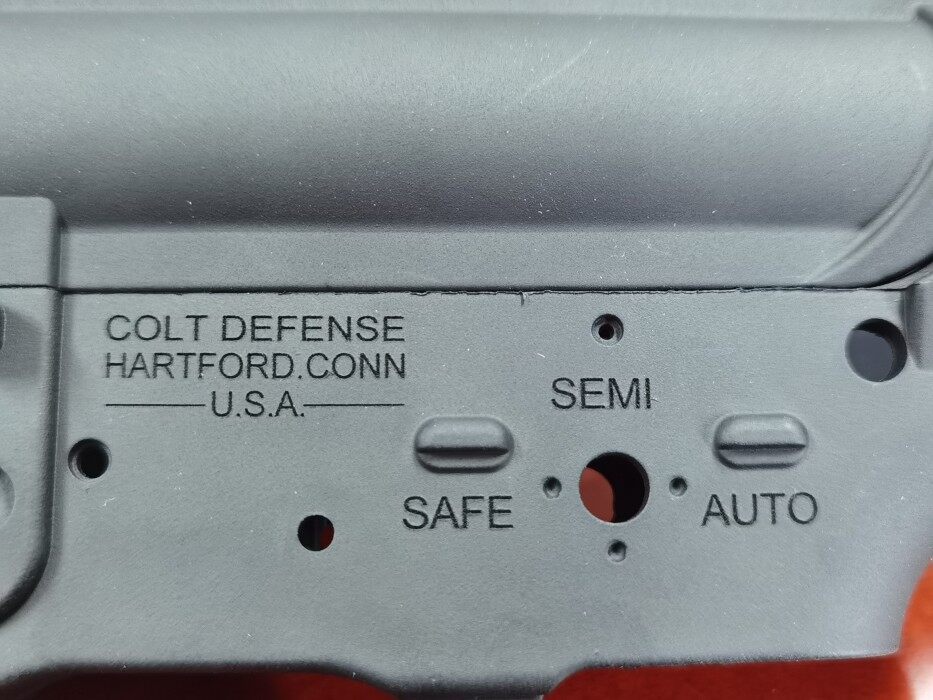 COLT DEFENSE
HARTFORD.CONN
U.S.A.
SEMI
SAFE
AUTO